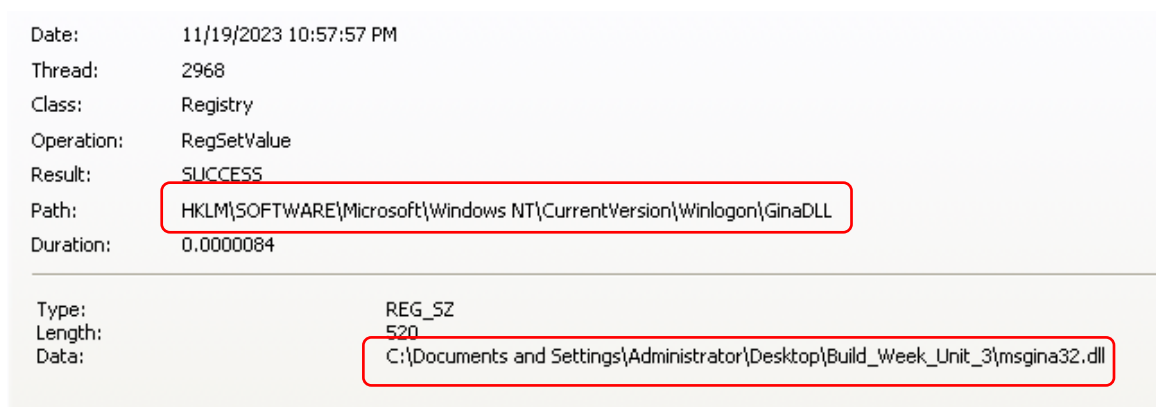 Date: 11/19/2023 10:57:57 PM
Thread: 2968
Class: Registry
Operation: RegSetValue
Result: SUCCESS
Path: HKLM\SOFTWARE\Microsoft\Windows NT\CurrentVersion\Winlogon\GinaDLL
Duration: 0.0000084
Type: REG_SZ
Length: 520
Data: C:\Documents and Settings\Administrator\Desktop\Build_Week_Unit_3\msgina32.dll